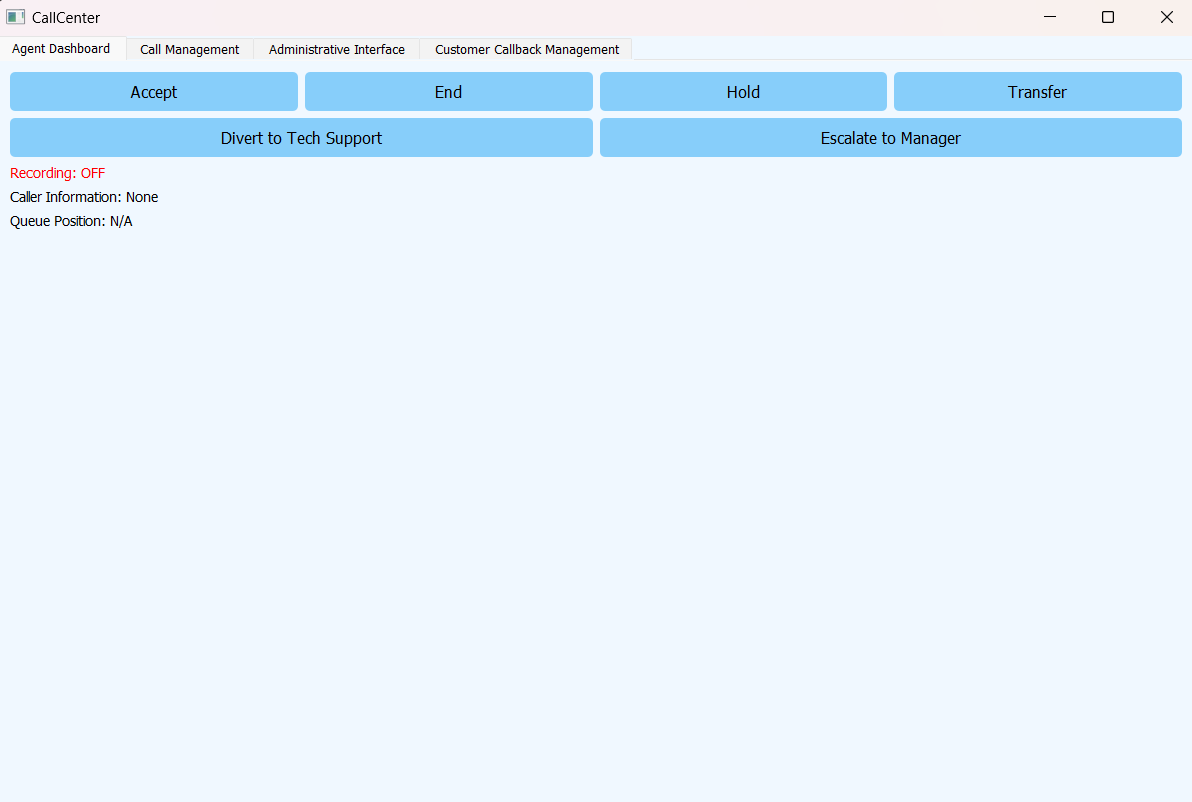 CallCenter
Agent Dashboard Call Management Administrative Interface Customer Callback Management
Accept End Hold Transfer
Divert to Tech Support Escalate to Manager
Recording: OFF
Caller Information: None
Queue Position: N/A